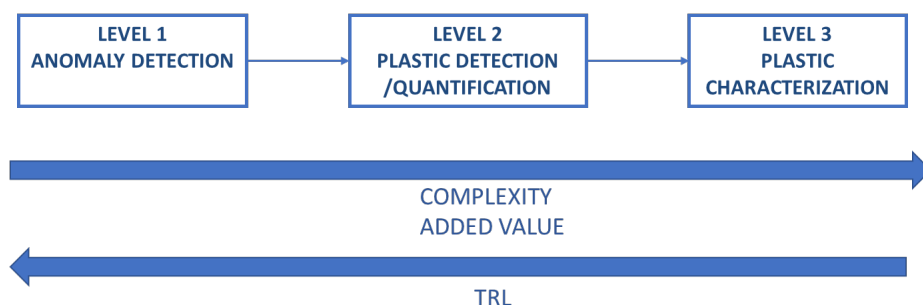 LEVEL 1
ANOMALY DETECTION
LEVEL 2
PLASTIC DETECTION
/QUANTIFICATION
LEVEL 3
PLASTIC
CHARACTERIZATION
COMPLEXITY
ADDED VALUE
TRL